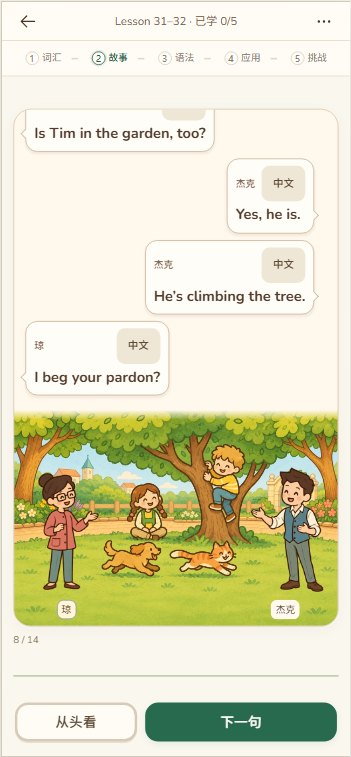 Lesson 31–32 · 已学 0/5
1 词汇 – 2 故事 – 3 语法 – 4 应用 – 5 挑战
Is Tim in the garden, too?
杰克 中文
Yes, he is.
杰克 中文
He's climbing the tree.
琼 中文
I beg your pardon?
琼 杰克
8 / 14
从头看 下一句